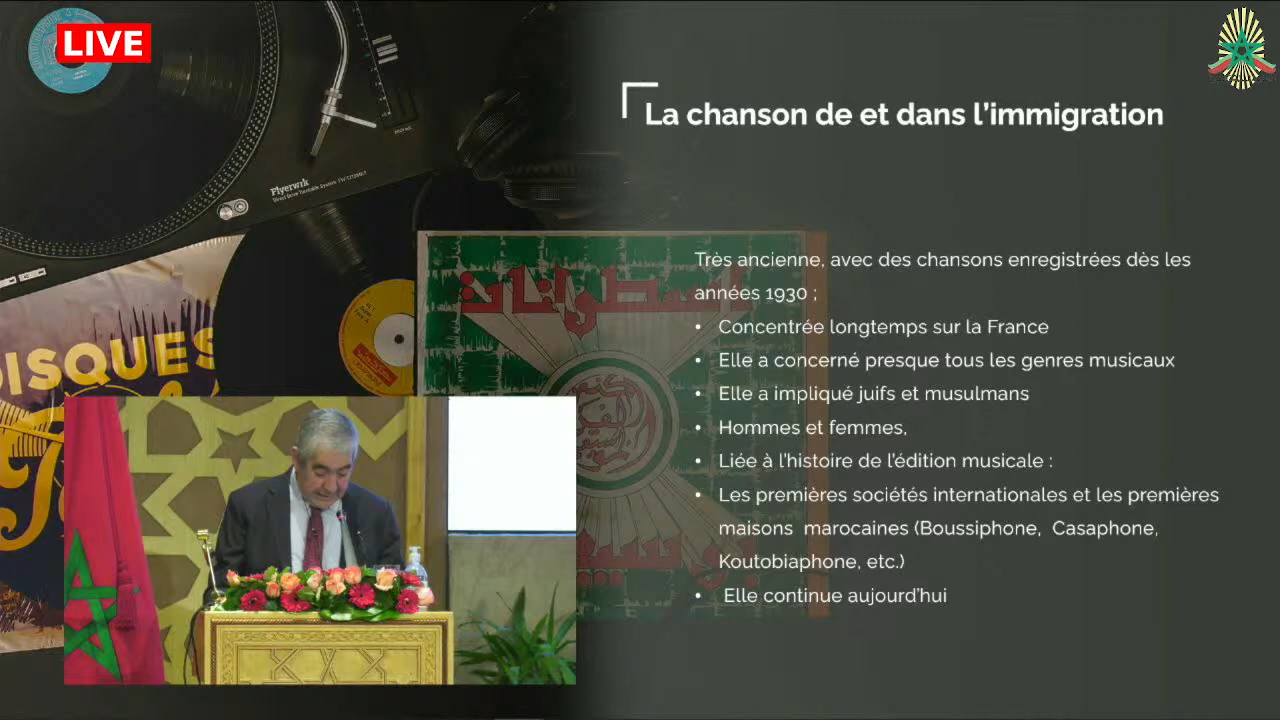 LIVE
La chanson de et dans l'immigration
Flyerwik
DISQUES
اسطوانات
Très ancienne, avec des chansons enregistrées dès les
années 1930 ;
• Concentrée longtemps sur la France
• Elle a concerné presque tous les genres musicaux
• Elle a impliqué juifs et musulmans
• Hommes et femmes,
• Liée à l'histoire de l'édition musicale :
• Les premières sociétés internationales et les premières
maisons marocaines (Boussiphone, Casaphone,
Koutobiaphone, etc.)
• Elle continue aujourd'hui